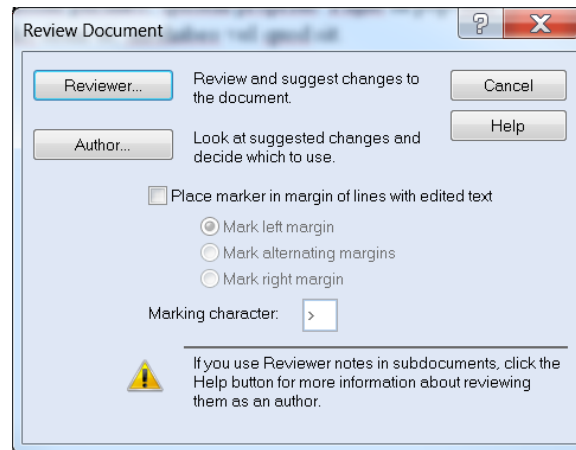 Review Document
Reviewer...
Review and suggest changes to
the document.
Cancel
Help
Author...
Look at suggested changes and
decide which to use.
Place marker in margin of lines with edited text
Mark left margin
Mark alternating margins
Mark right margin
Marking character:
>
If you use Reviewer notes in subdocuments, click the
Help button for more information about reviewing
them as an author.